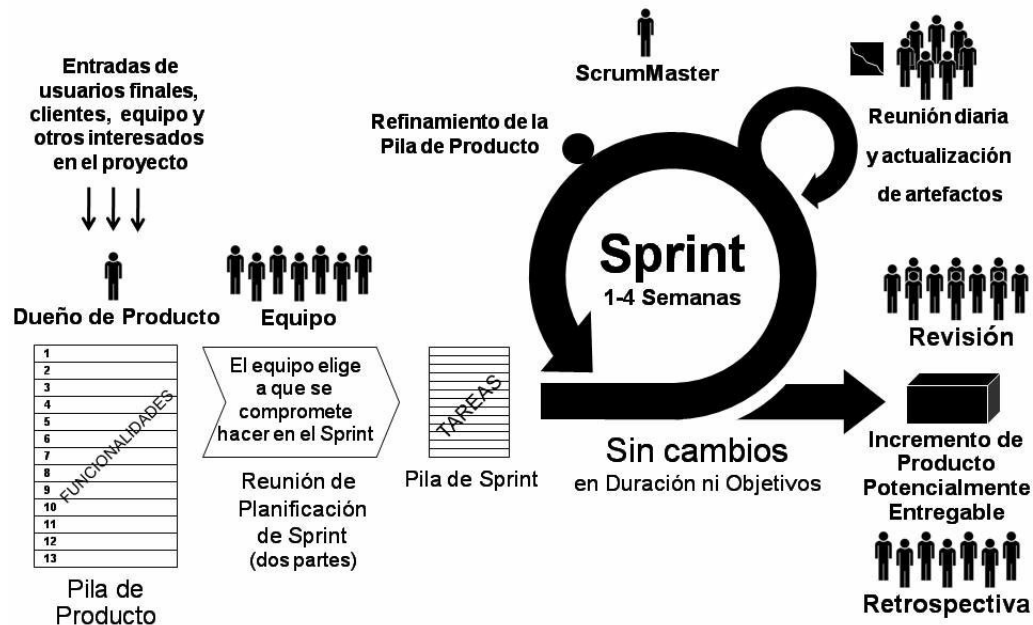 Entradas de
usuarios finales,
clientes, equipo y
otros interesados
en el proyecto
Dueño de Producto
1
2
3
4
5
6
7
8
9
10
11
12
13
FUNCIONALIDADES
Pila de
Producto
Equipo
El equipo elige
a que se
compromete
hacer en el Sprint
Reunión de
Planificación
de Sprint
(dos partes)
TAREAS
Pila de Sprint
ScrumMaster
Refinamiento de la
Pila de Producto
Sprint
1-4 Semanas
Sin cambios
en Duración ni Objetivos
Reunión diaria
y actualización
de artefactos
Revisión
Incremento de
Producto
Potencialmente
Entregable
Retrospectiva